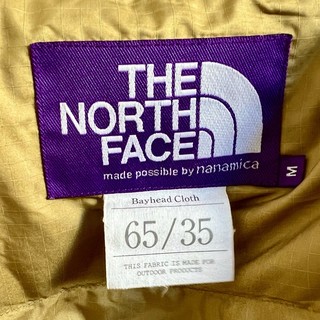 THE
NORTH
FACE
made possible by nanamica
M
Bayhead Cloth
65/35
THIS FABRIC IS MADE FOR
OUTDOOR PRODUCTS